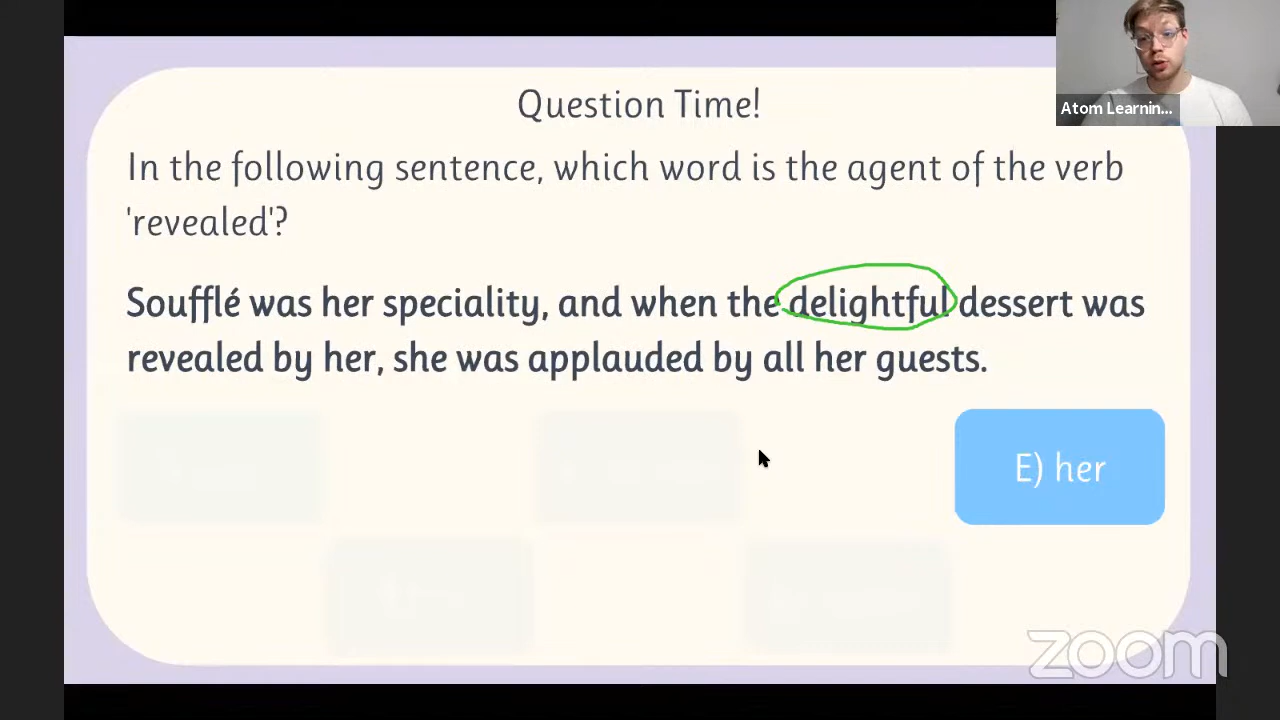 Question Time!
Atom Learnin...
In the following sentence, which word is the agent of the verb
'revealed'?
Soufflé was her speciality, and when the delightful dessert was
revealed by her, she was applauded by all her guests.
E) her
zoom